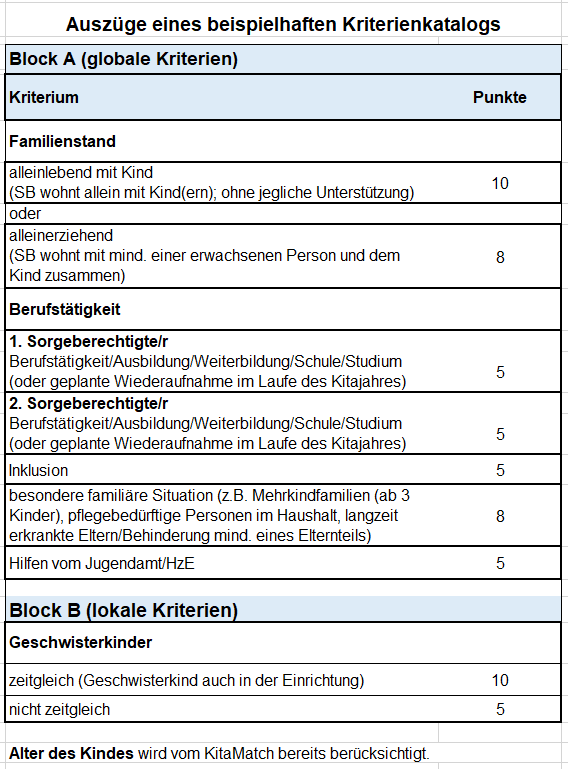 Auszüge eines beispielhaften Kriterienkatalogs
Block A (globale Kriterien)
Kriterium Punkte
Familienstand
alleinlebend mit Kind
(SB wohnt allein mit Kind(ern); ohne jegliche Unterstützung) 10
oder
alleinerziehend
(SB wohnt mit mind. einer erwachsenen Person und dem
Kind zusammen) 8
Berufstätigkeit
1. Sorgeberechtigte/r
Berufstätigkeit/Ausbildung/Weiterbildung/Schule/Studium
(oder geplante Wiederaufnahme im Laufe des Kitajahres) 5
2. Sorgeberechtigte/r
Berufstätigkeit/Ausbildung/Weiterbildung/Schule/Studium
(oder geplante Wiederaufnahme im Laufe des Kitajahres) 5
Inklusion 5
besondere familiäre Situation (z.B. Mehrkindfamilien (ab 3
Kinder), pflegebedürftige Personen im Haushalt, langzeit
erkrankte Eltern/Behinderung mind. eines Elternteils) 8
Hilfen vom Jugendamt/HzE 5
Block B (lokale Kriterien)
Geschwisterkinder
zeitgleich (Geschwisterkind auch in der Einrichtung) 10
nicht zeitgleich 5
Alter des Kindes wird vom KitaMatch bereits berücksichtigt.